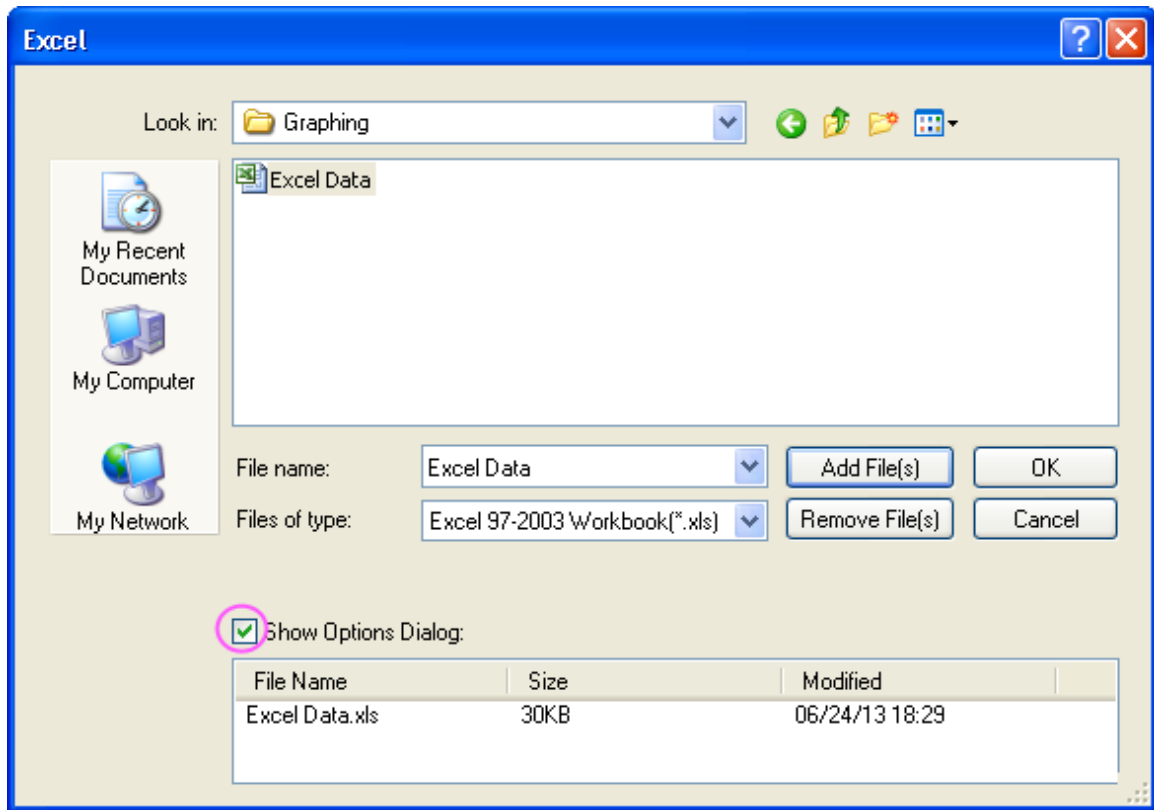 Excel
Look in: Graphing
Excel Data
My Recent
Documents
My Computer
My Network
File name: Excel Data Add File(s) OK
Files of type: Excel 97-2003 Workbook(*.xls) Remove File(s) Cancel
Show Options Dialog:
File Name Size Modified
Excel Data.xls 30KB 06/24/13 18:29